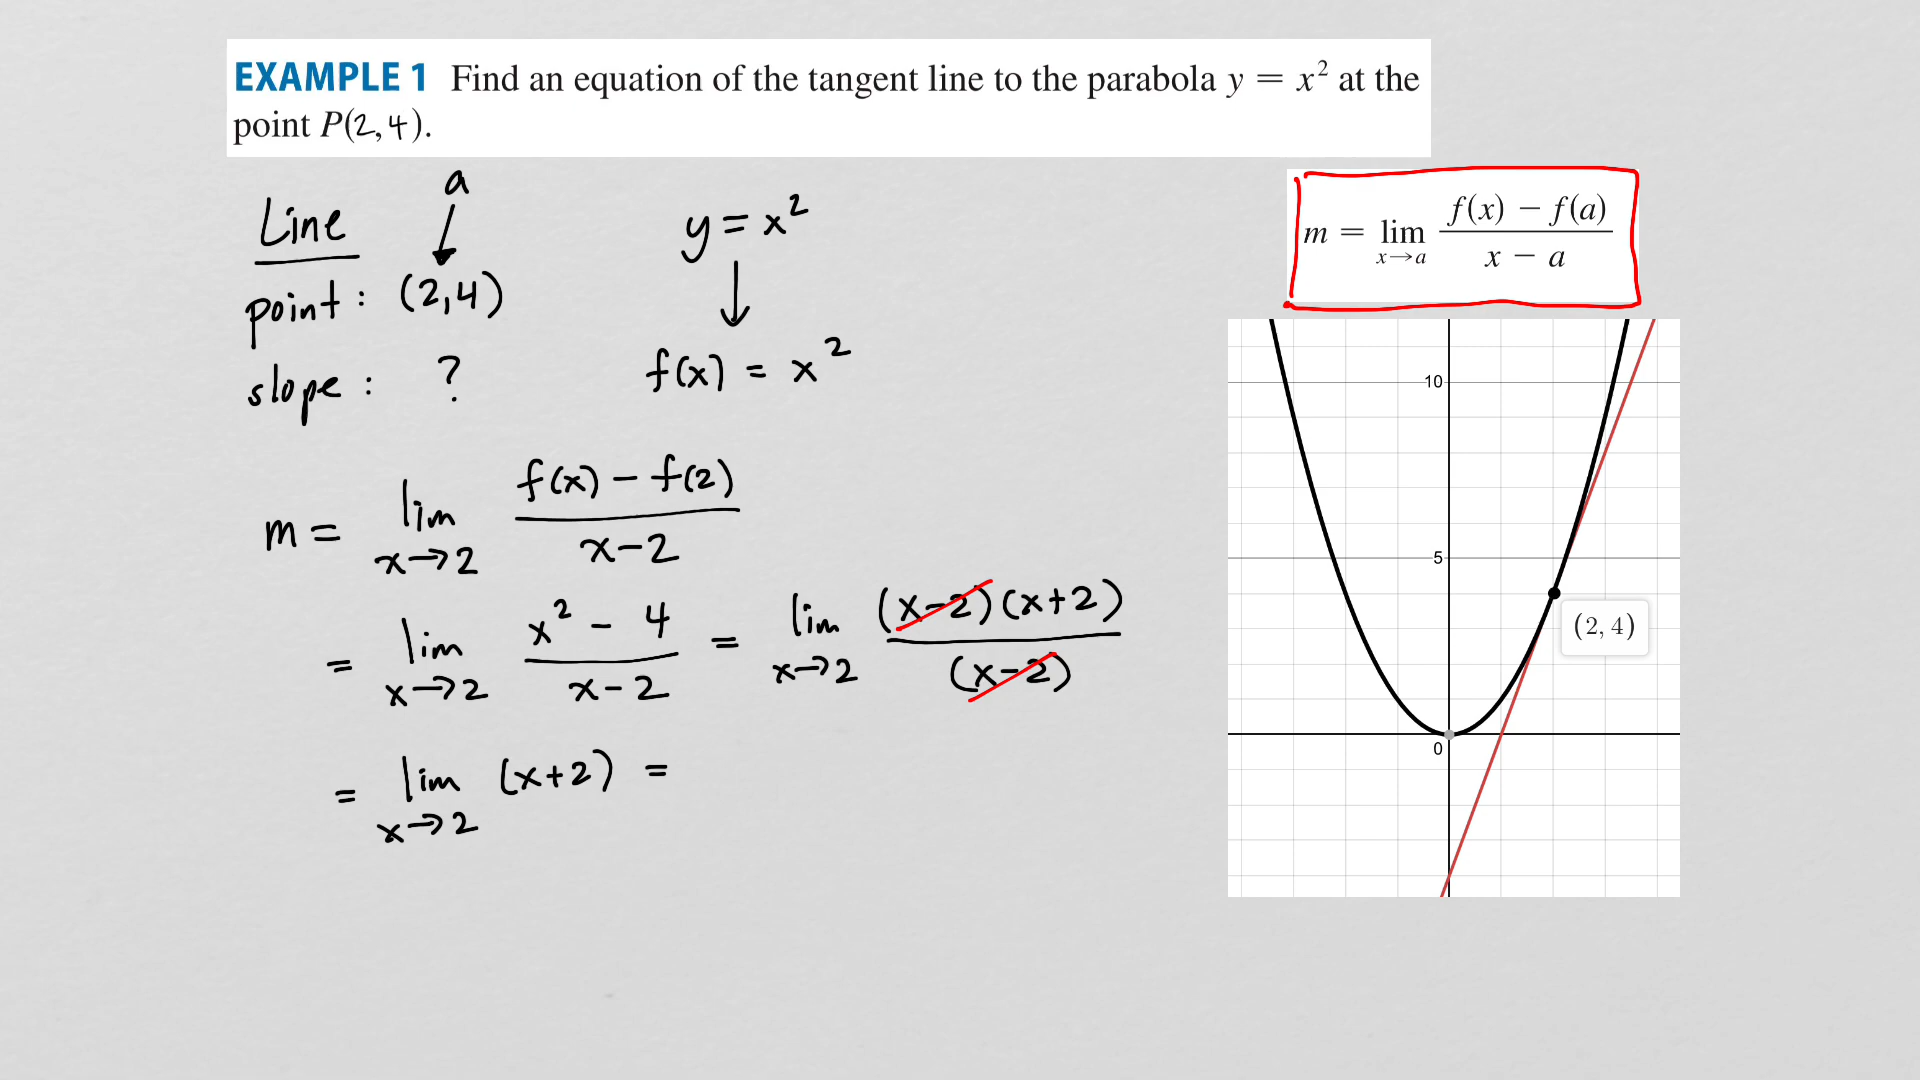 EXAMPLE 1 Find an equation of the tangent line to the parabola y = x² at the
point P(2,4).
a
Line
point : (2,4)
slope : ?
y = x²
f(x) = x²
m = lim x→a f(x) − f(a) / x − a
m = lim x→2 f(x) − f(2) / x−2
= lim x→2 x² − 4 / x−2 = lim x→2 (x−2)(x+2) / (x−2)
= lim x→2 (x+2) =
10
5
(2, 4)
0